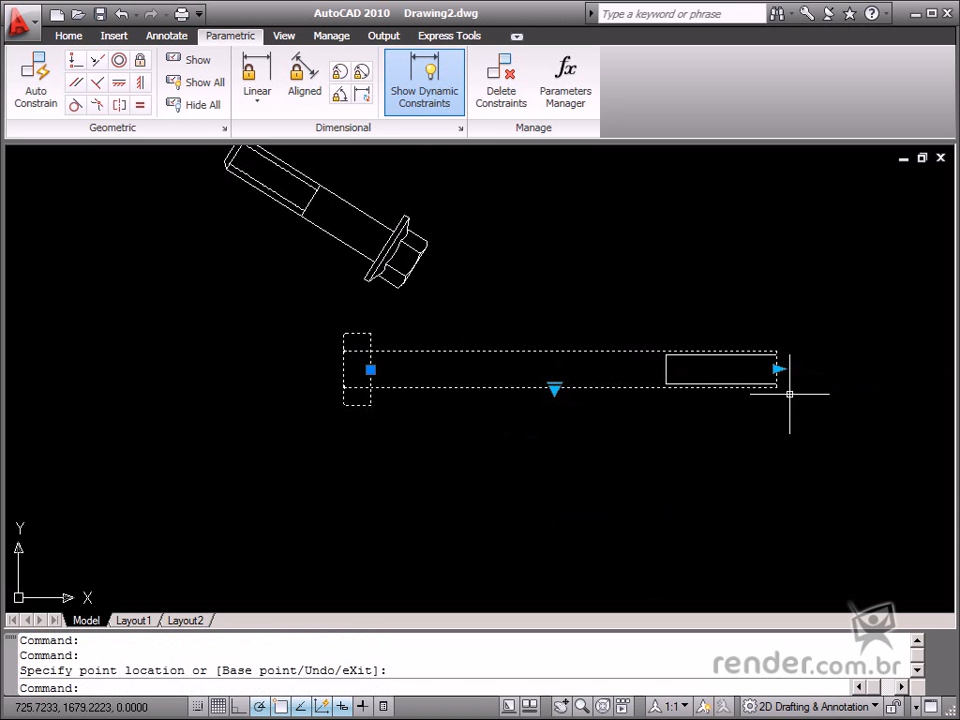 AutoCAD 2010 Drawing2.dwg
Type a keyword or phrase
Home Insert Annotate Parametric View Manage Output Express Tools
Auto Constrain
Show
Show All
Hide All
Linear
Aligned
Show Dynamic Constraints
Delete Constraints
fx
Parameters Manager
Geometric
Dimensional
Manage
Y
X
Model Layout1 Layout2
Command:
Command:
Specify point location or [Base point/Undo/eXit]:
Command:
render.com.br
725.7233, 1679.2223, 0.0000
1:1
2D Drafting & Annotation